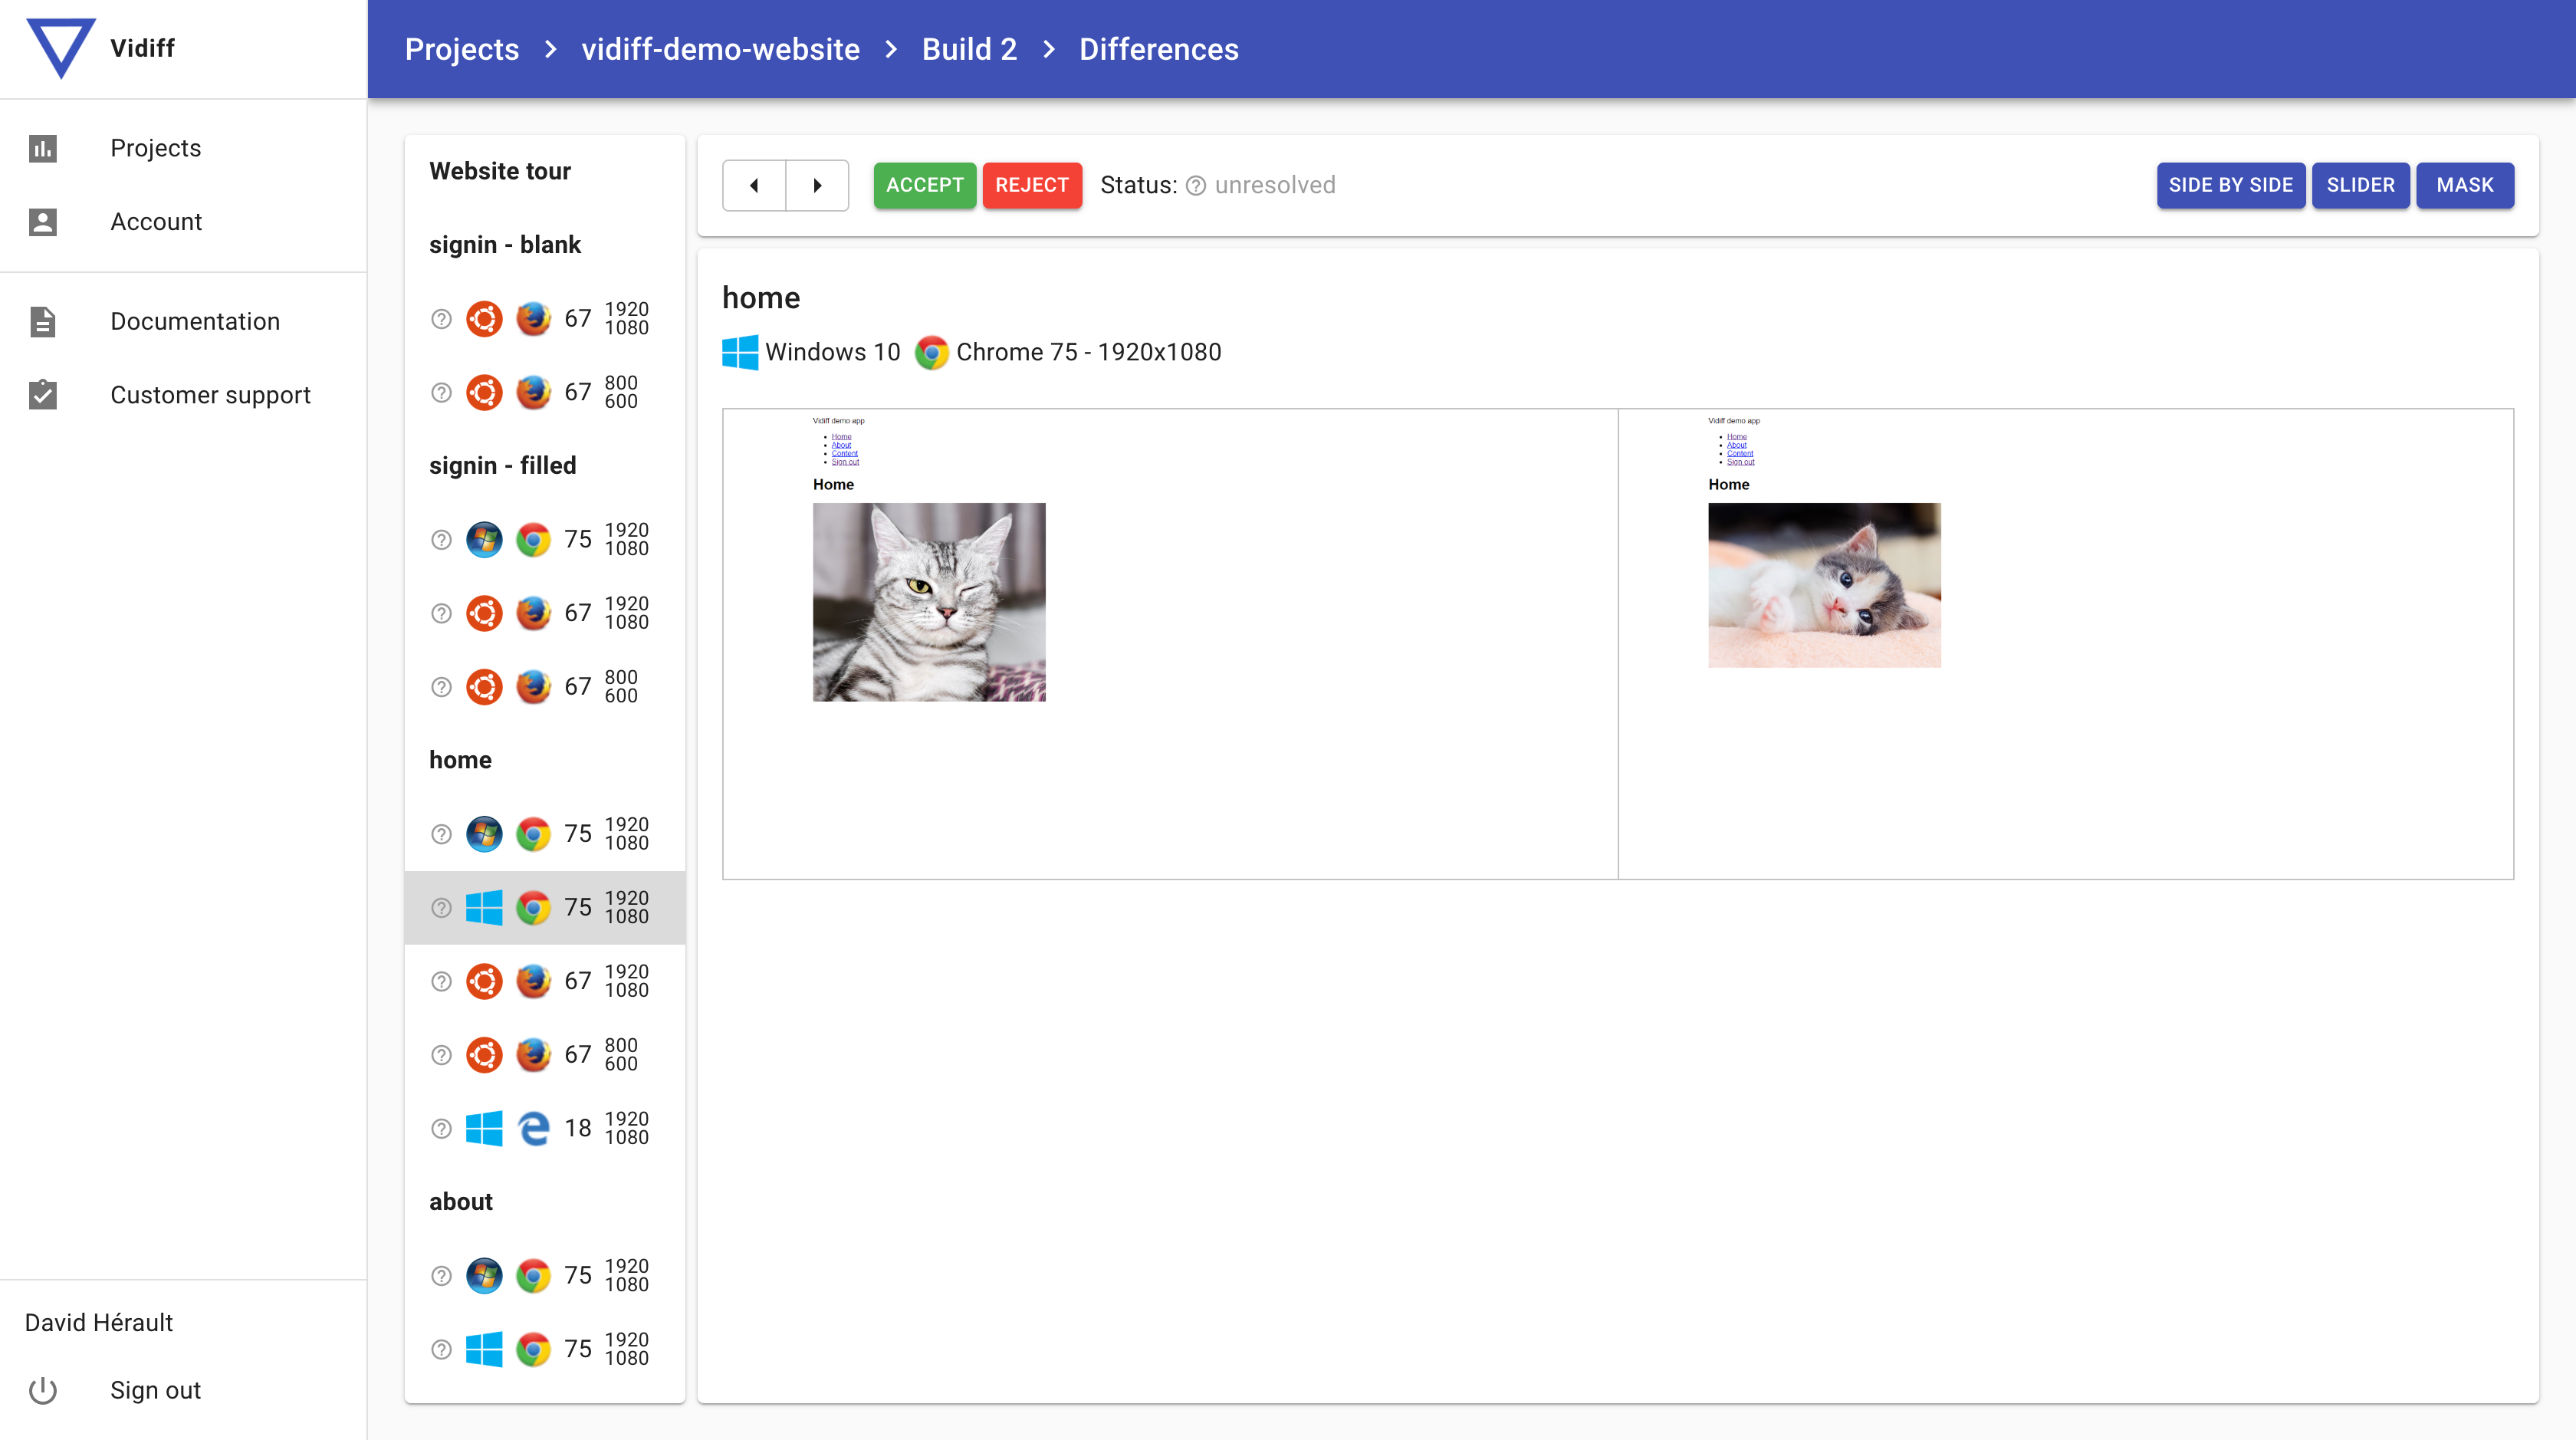 Vidiff
Projects
Account
Documentation
Customer support
David Hérault
Sign out
Projects > vidiff-demo-website > Build 2 > Differences
Website tour
signin - blank
67 1920 1080
67 800 600
signin - filled
75 1920 1080
67 1920 1080
67 800 600
home
75 1920 1080
75 1920 1080
67 1920 1080
67 800 600
18 1920 1080
about
75 1920 1080
75 1920 1080
ACCEPT REJECT Status: unresolved
SIDE BY SIDE SLIDER MASK
home
Windows 10 Chrome 75 - 1920x1080
Vidiff demo app
Home
About
Content
Sign out
Home
Vidiff demo app
Home
About
Content
Sign out
Home